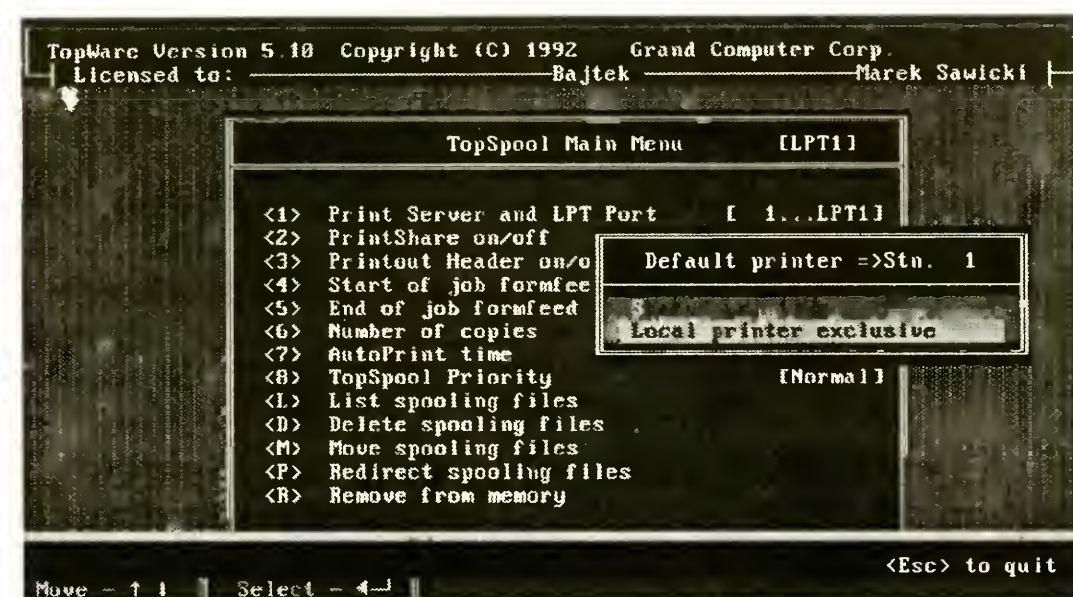 TopWare Version 5.10 Copyright (C) 1992 Grand Computer Corp.
Licensed to: Bajtek Marek Sawicki
TopSpool Main Menu [LPT1]
<1> Print Server and LPT Port [ 1...LPT1]
<2> PrintShare on/off
<3> Printout Header on/o
<4> Start of job formfee
<5> End of job formfeed
<6> Number of copies
<7> AutoPrint time
<8> TopSpool Priority [Normal]
<L> List spooling files
<D> Delete spooling files
<M> Move spooling files
<P> Redirect spooling files
<R> Remove from memory
Default printer =>Stn. 1
Local printer exclusive
<Esc> to quit
Move - ↑ ↓ Select - ◄┘